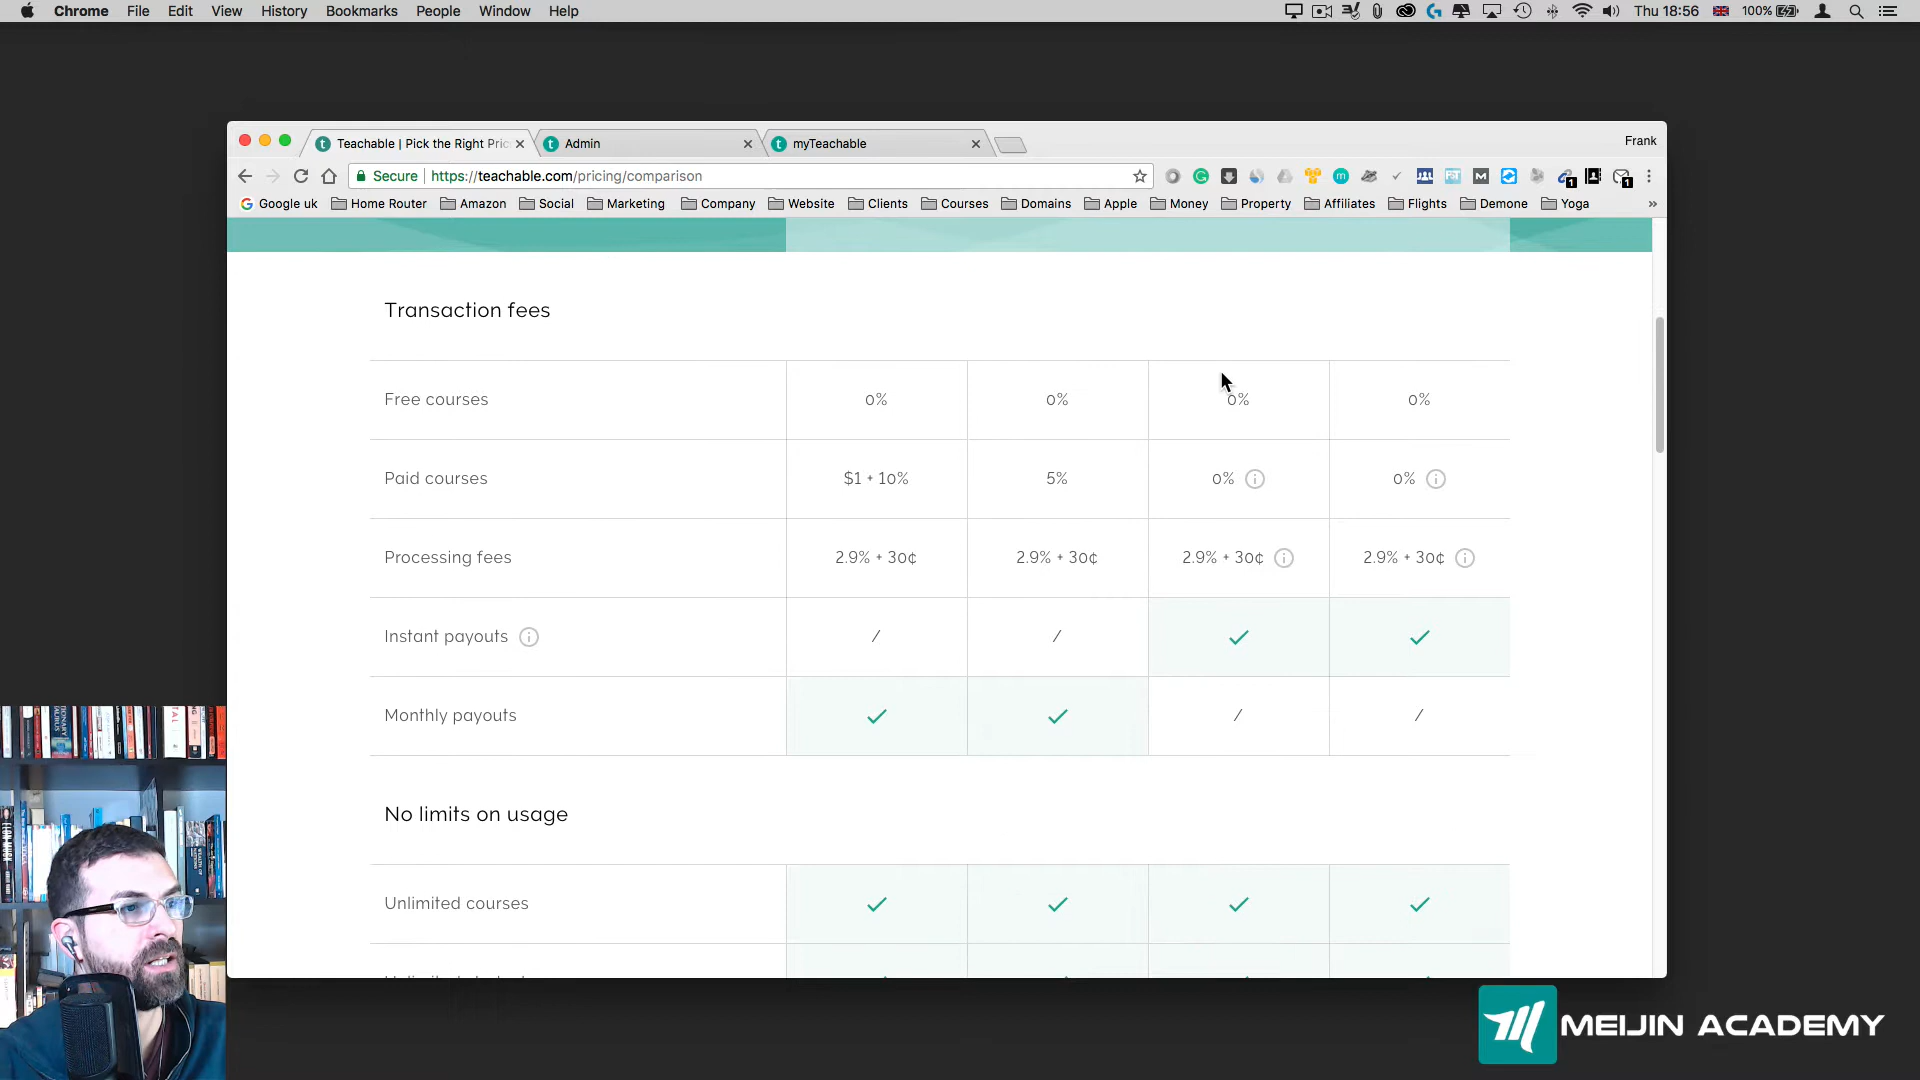 Chrome File Edit View History Bookmarks People Window Help
Thu 18:56 100%
Teachable | Pick the Right Pric
Admin
myTeachable
Frank
Secure https://teachable.com/pricing/comparison
Google uk Home Router Amazon Social Marketing Company Website Clients Courses Domains Apple Money Property Affiliates Flights Demone Yoga »
Transaction fees
Free courses 0% 0% 0% 0%
Paid courses $1 + 10% 5% 0% 0%
Processing fees 2.9% + 30¢ 2.9% + 30¢ 2.9% + 30¢ 2.9% + 30¢
Instant payouts / /
Monthly payouts / /
No limits on usage
Unlimited courses
MEIJIN ACADEMY